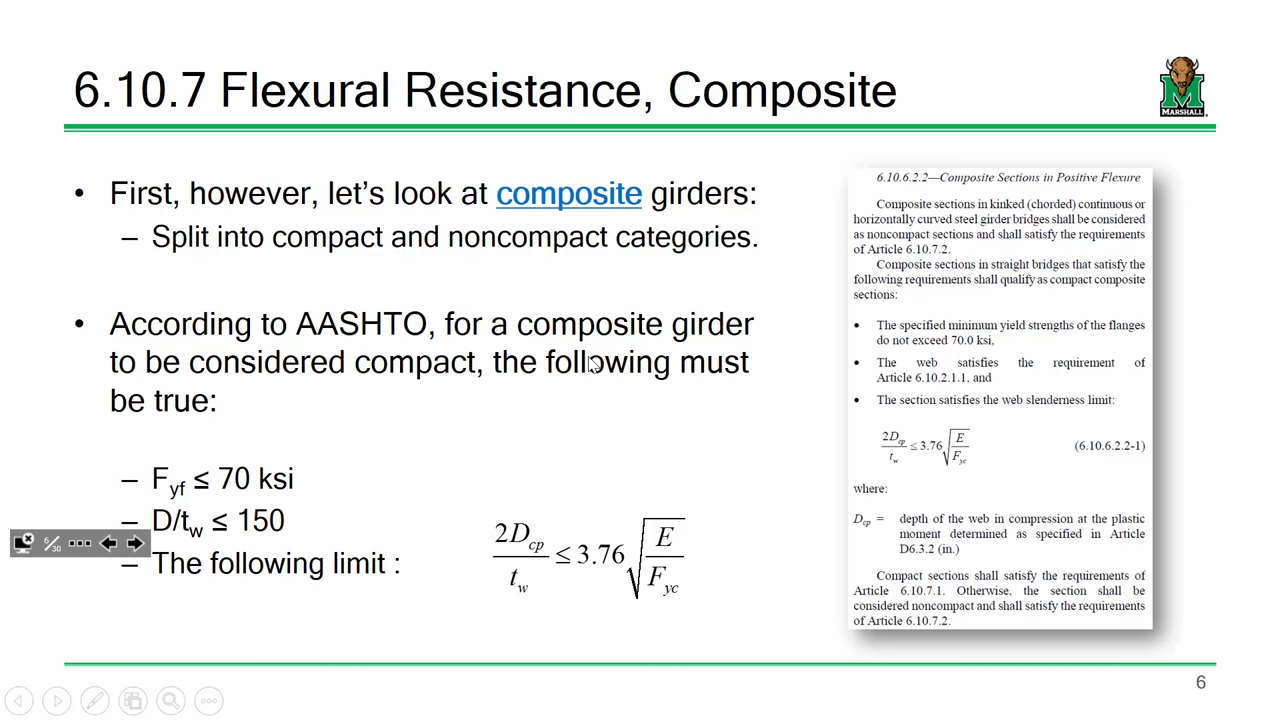 6.10.7 Flexural Resistance, Composite
MARSHALL
• First, however, let's look at composite girders:
– Split into compact and noncompact categories.
• According to AASHTO, for a composite girder
to be considered compact, the following must
be true:
– Fyf ≤ 70 ksi
– D/tw ≤ 150
– The following limit :
2Dcp / tw ≤ 3.76 √(E / Fyc)
6.10.6.2.2—Composite Sections in Positive Flexure
Composite sections in kinked (chorded) continuous or
horizontally curved steel girder bridges shall be considered
as noncompact sections and shall satisfy the requirements
of Article 6.10.7.2.
Composite sections in straight bridges that satisfy the
following requirements shall qualify as compact composite
sections:
• The specified minimum yield strengths of the flanges
do not exceed 70.0 ksi,
• The web satisfies the requirement of
Article 6.10.2.1.1, and
• The section satisfies the web slenderness limit:
2Dcp / tw ≤ 3.76 √(E / Fyc) (6.10.6.2.2-1)
where:
Dcp = depth of the web in compression at the plastic
moment determined as specified in Article
D6.3.2 (in.)
Compact sections shall satisfy the requirements of
Article 6.10.7.1. Otherwise, the section shall be
considered noncompact and shall satisfy the requirements
of Article 6.10.7.2.
6/30
6